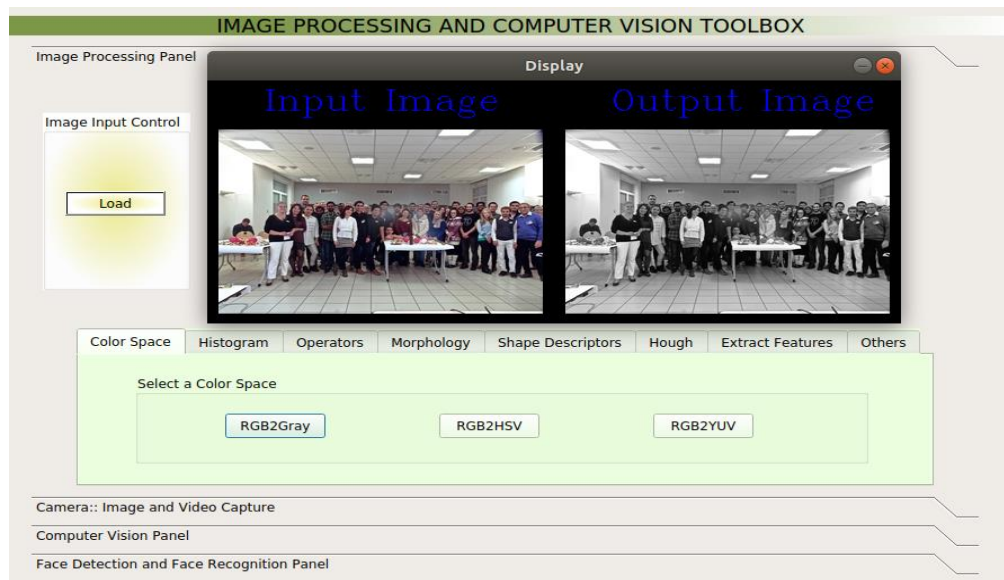 IMAGE PROCESSING AND COMPUTER VISION TOOLBOX
Image Processing Panel
Display
Input Image Output Image
Image Input Control
Load
Color Space Histogram Operators Morphology Shape Descriptors Hough Extract Features Others
Select a Color Space
RGB2Gray RGB2HSV RGB2YUV
Camera:: Image and Video Capture
Computer Vision Panel
Face Detection and Face Recognition Panel